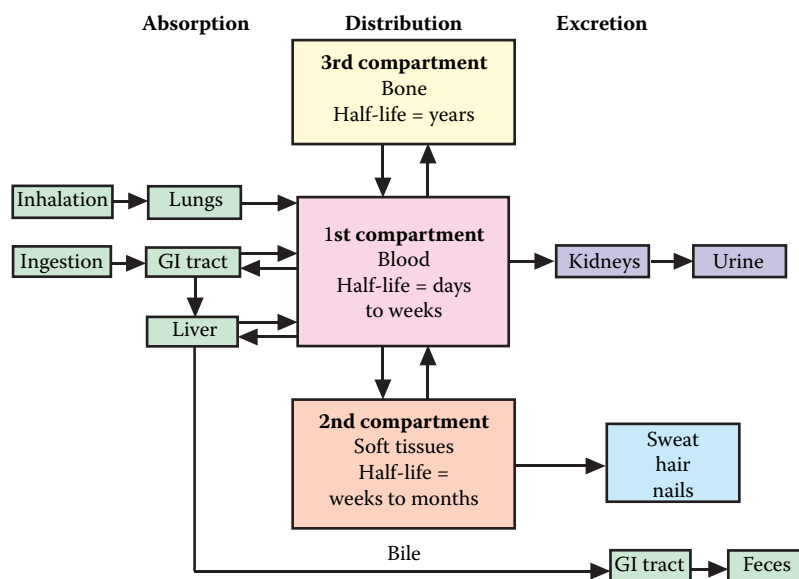 Absorption
Distribution
Excretion
3rd compartment
Bone
Half-life = years
Inhalation
Lungs
Ingestion
GI tract
Liver
1st compartment
Blood
Half-life = days
to weeks
Kidneys
Urine
2nd compartment
Soft tissues
Half-life =
weeks to months
Sweat
hair
nails
Bile
GI tract
Feces